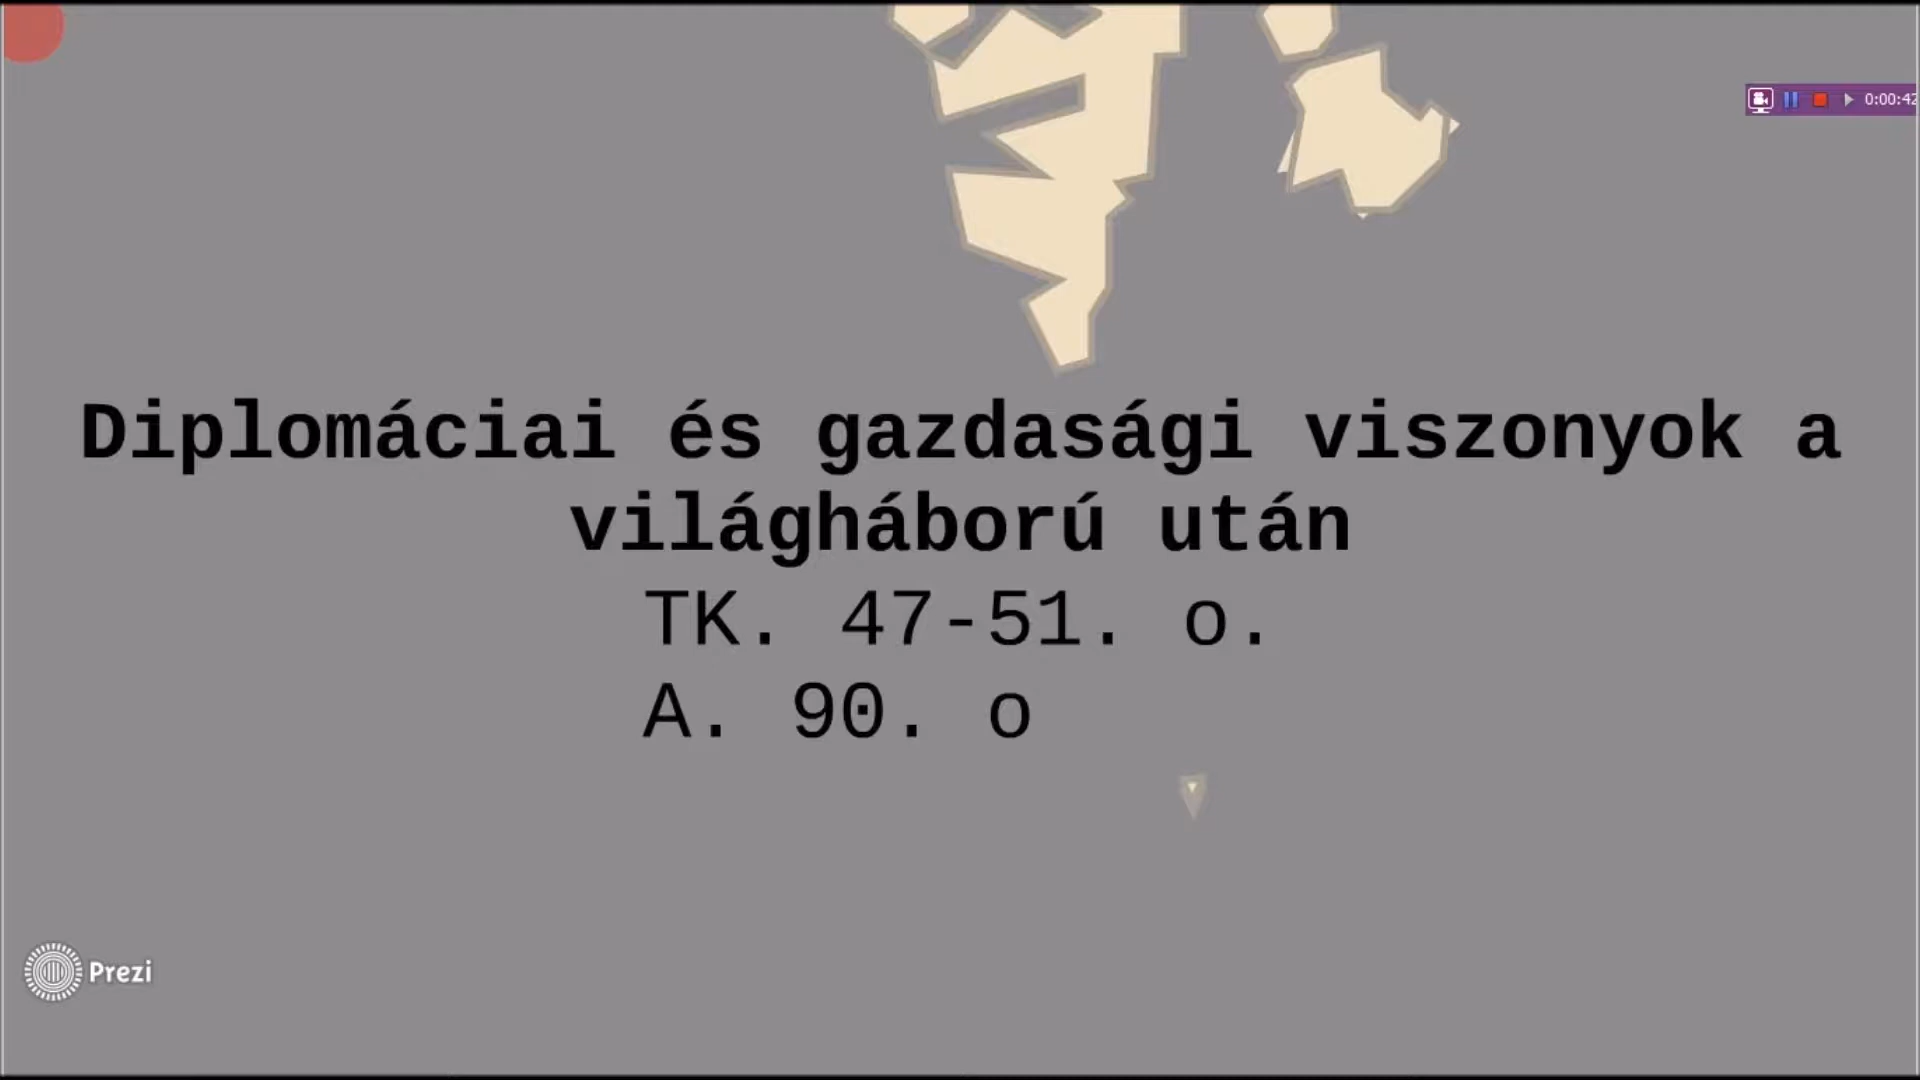 0:00:42
Diplomáciai és gazdasági viszonyok a
világháború után
TK. 47-51. o.
A. 90. o
Prezi